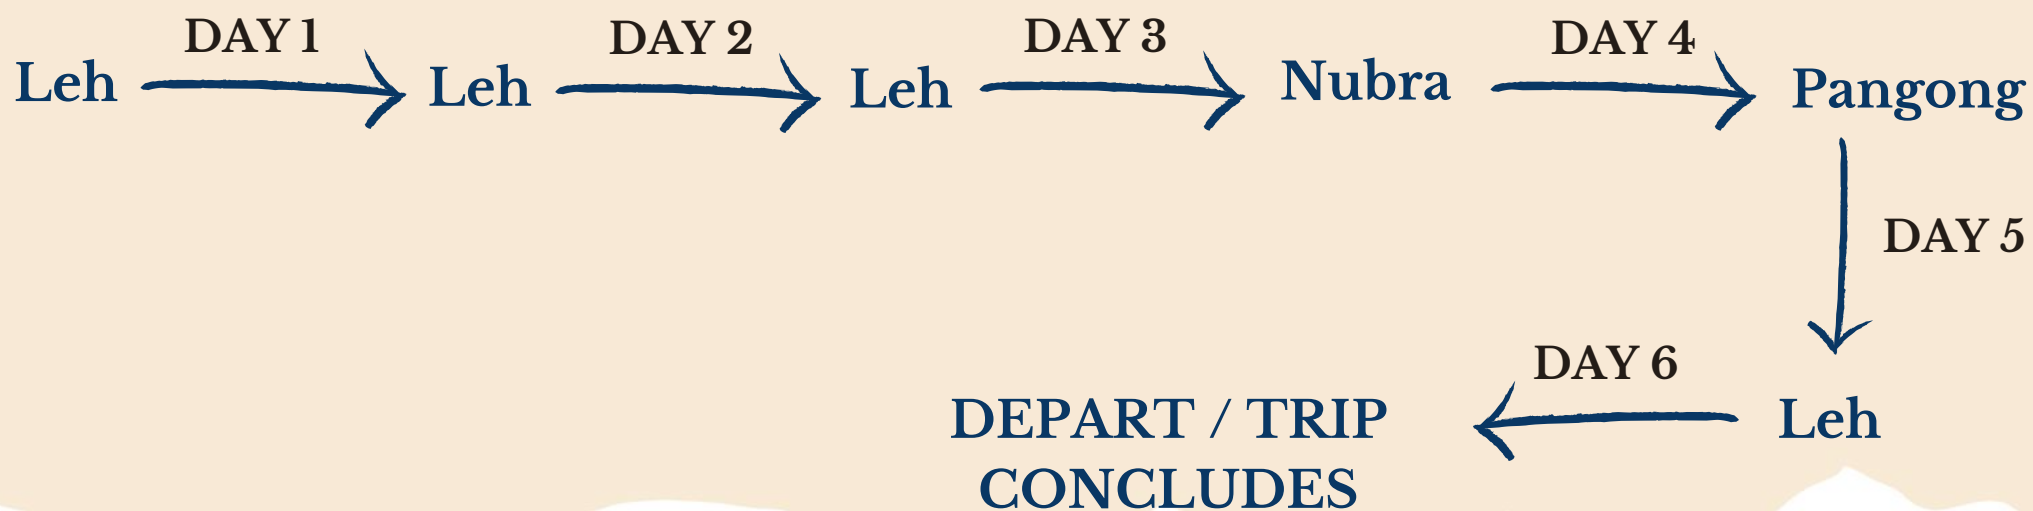 DAY 1 DAY 2 DAY 3 DAY 4
Leh Leh Leh Nubra Pangong
DAY 5
DAY 6
DEPART / TRIP Leh
CONCLUDES